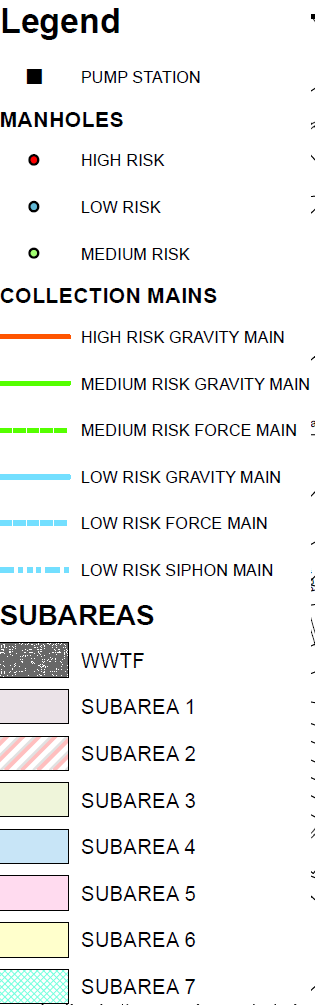 Legend
PUMP STATION
MANHOLES
HIGH RISK
LOW RISK
MEDIUM RISK
COLLECTION MAINS
HIGH RISK GRAVITY MAIN
MEDIUM RISK GRAVITY MAIN
MEDIUM RISK FORCE MAIN
LOW RISK GRAVITY MAIN
LOW RISK FORCE MAIN
LOW RISK SIPHON MAIN
SUBAREAS
WWTF
SUBAREA 1
SUBAREA 2
SUBAREA 3
SUBAREA 4
SUBAREA 5
SUBAREA 6
SUBAREA 7